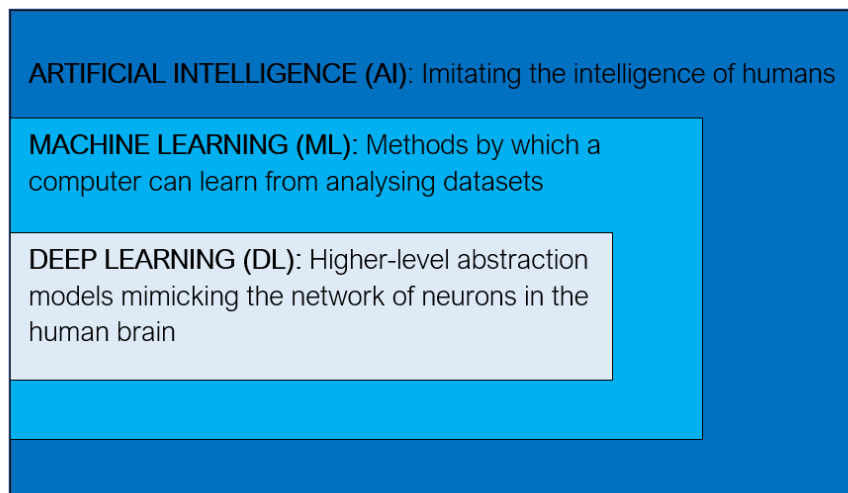 ARTIFICIAL INTELLIGENCE (AI): Imitating the intelligence of humans
MACHINE LEARNING (ML): Methods by which a
computer can learn from analysing datasets
DEEP LEARNING (DL): Higher-level abstraction
models mimicking the network of neurons in the
human brain